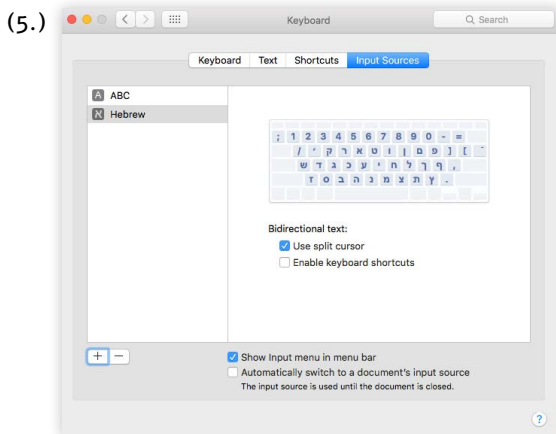 (5.)
Keyboard
Search
Keyboard Text Shortcuts Input Sources
A ABC
א Hebrew
; 1 2 3 4 5 6 7 8 9 0 - =
/ ' ק ר א ט ו ן ם פ ] [
ש ד ג כ ע י ח ל ך ף ,
ז ס ב ה נ מ צ ת ץ .
Bidirectional text:
Use split cursor
Enable keyboard shortcuts
+ −
Show Input menu in menu bar
Automatically switch to a document's input source
The input source is used until the document is closed.
?